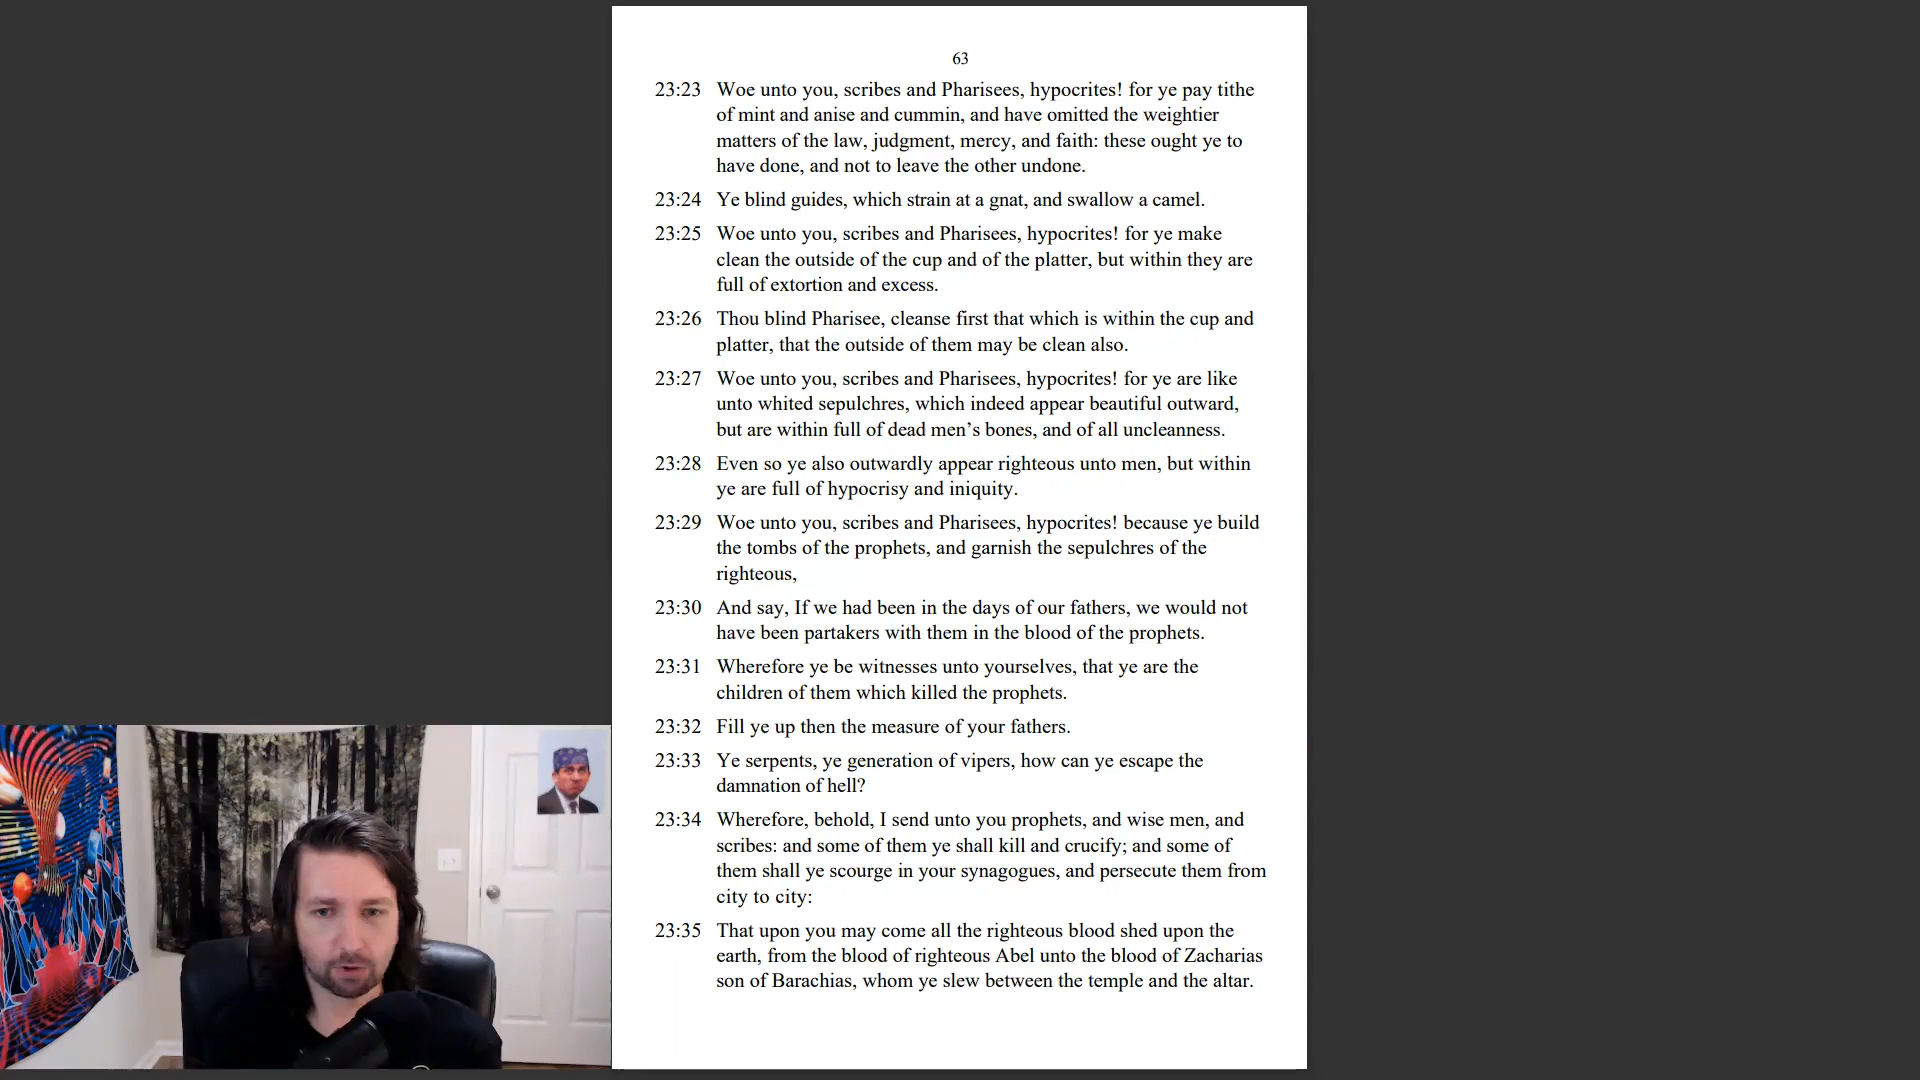 63
23:23 Woe unto you, scribes and Pharisees, hypocrites! for ye pay tithe
of mint and anise and cummin, and have omitted the weightier
matters of the law, judgment, mercy, and faith: these ought ye to
have done, and not to leave the other undone.
23:24 Ye blind guides, which strain at a gnat, and swallow a camel.
23:25 Woe unto you, scribes and Pharisees, hypocrites! for ye make
clean the outside of the cup and of the platter, but within they are
full of extortion and excess.
23:26 Thou blind Pharisee, cleanse first that which is within the cup and
platter, that the outside of them may be clean also.
23:27 Woe unto you, scribes and Pharisees, hypocrites! for ye are like
unto whited sepulchres, which indeed appear beautiful outward,
but are within full of dead men’s bones, and of all uncleanness.
23:28 Even so ye also outwardly appear righteous unto men, but within
ye are full of hypocrisy and iniquity.
23:29 Woe unto you, scribes and Pharisees, hypocrites! because ye build
the tombs of the prophets, and garnish the sepulchres of the
righteous,
23:30 And say, If we had been in the days of our fathers, we would not
have been partakers with them in the blood of the prophets.
23:31 Wherefore ye be witnesses unto yourselves, that ye are the
children of them which killed the prophets.
23:32 Fill ye up then the measure of your fathers.
23:33 Ye serpents, ye generation of vipers, how can ye escape the
damnation of hell?
23:34 Wherefore, behold, I send unto you prophets, and wise men, and
scribes: and some of them ye shall kill and crucify; and some of
them shall ye scourge in your synagogues, and persecute them from
city to city:
23:35 That upon you may come all the righteous blood shed upon the
earth, from the blood of righteous Abel unto the blood of Zacharias
son of Barachias, whom ye slew between the temple and the altar.